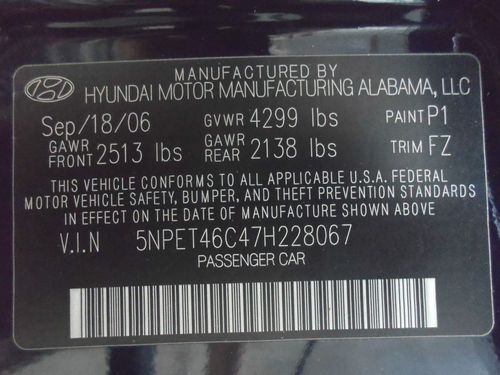 MANUFACTURED BY
HYUNDAI MOTOR MANUFACTURING ALABAMA, LLC
Sep/18/06 GVWR 4299 lbs PAINT P1
GAWR FRONT 2513 lbs GAWR REAR 2138 lbs TRIM FZ
THIS VEHICLE CONFORMS TO ALL APPLICABLE U.S.A. FEDERAL
MOTOR VEHICLE SAFETY, BUMPER, AND THEFT PREVENTION STANDARDS
IN EFFECT ON THE DATE OF MANUFACTURE SHOWN ABOVE
V.I.N 5NPET46C47H228067
PASSENGER CAR